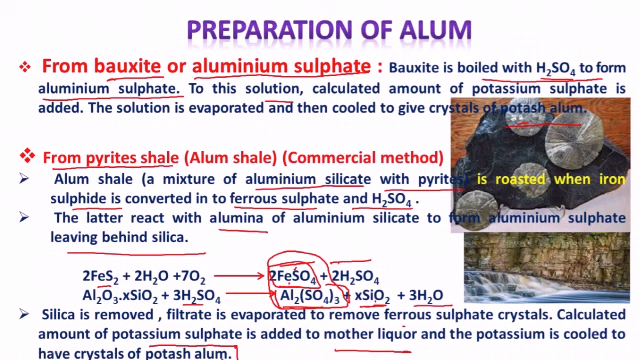 PREPARATION OF ALUM
❖ From bauxite or aluminium sulphate : Bauxite is boiled with H₂SO₄ to form
aluminium sulphate. To this solution, calculated amount of potassium sulphate is
added. The solution is evaporated and then cooled to give crystals of potash alum.
❖ From pyrites shale (Alum shale) (Commercial method)
➢ Alum shale (a mixture of aluminium silicate with pyrites) is roasted when iron
sulphide is converted in to ferrous sulphate and H₂SO₄ .
➢ The latter react with alumina of aluminium silicate to form aluminium sulphate
leaving behind silica.
2FeS₂ + 2H₂O +7O₂ ⟶ 2FeSO₄ + 2H₂SO₄
Al₂O₃.xSiO₂ + 3H₂SO₄ ⟶ Al₂(SO₄)₃ + xSiO₂ + 3H₂O
➢ Silica is removed , filtrate is evaporated to remove ferrous sulphate crystals. Calculated
amount of potassium sulphate is added to mother liquor and the potassium is cooled to
have crystals of potash alum.